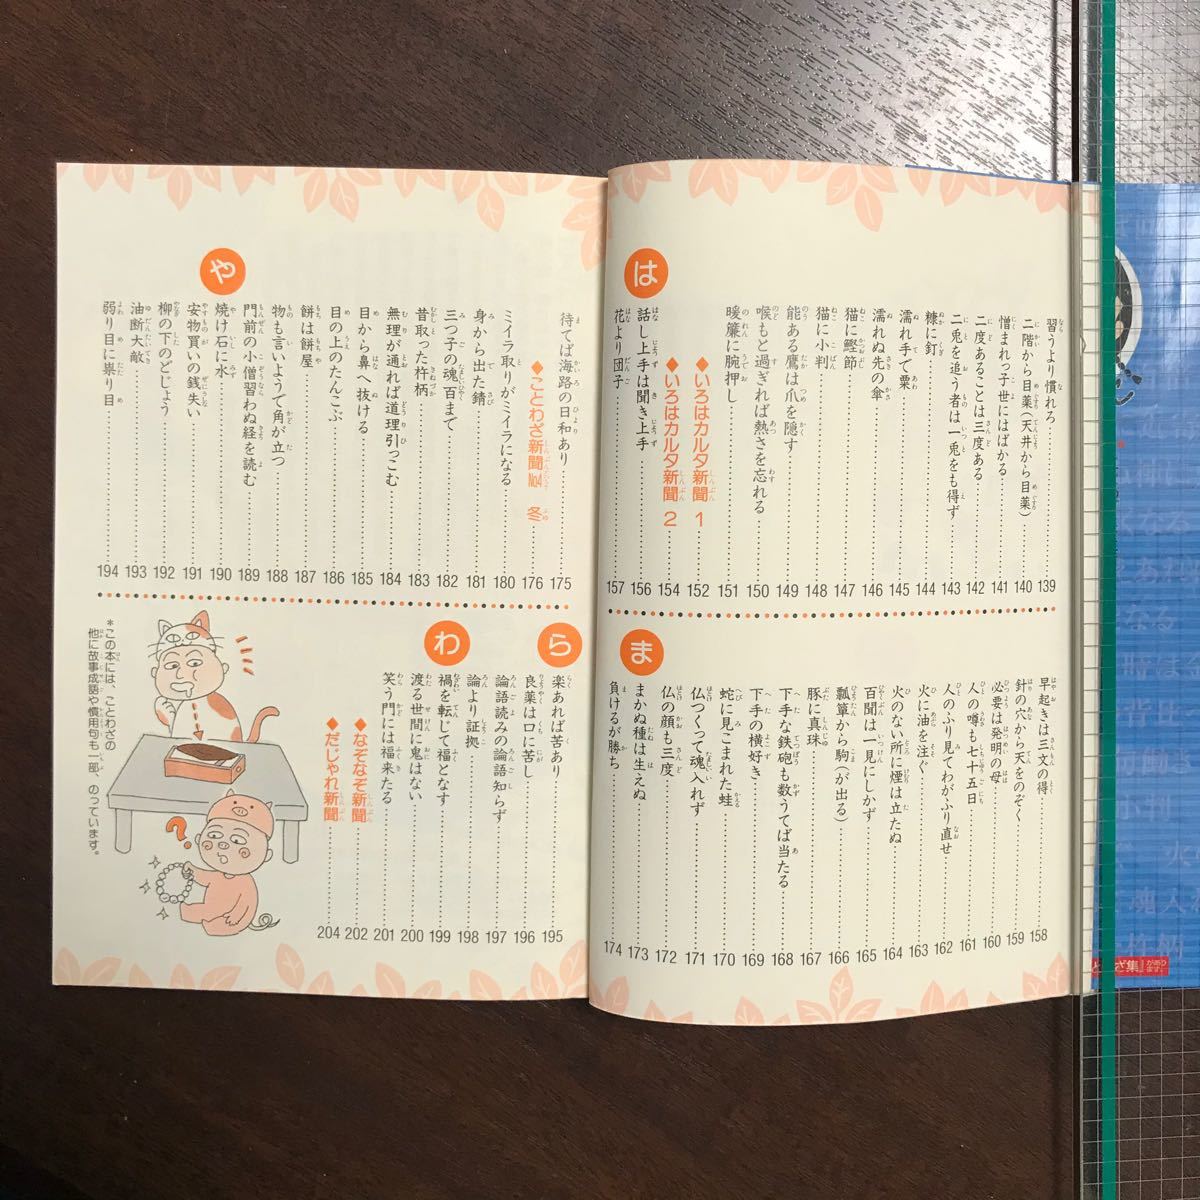 習うより慣れろ 139
二階から目薬(天井から目薬) 140
憎まれっ子世にはばかる 141
二度あることは三度ある 142
二兎を追う者は一兎をも得ず 143
糠に釘 144
濡れ手で粟 145
濡れぬ先の傘 146
猫に鰹節 147
猫に小判 148
能ある鷹は爪を隠す 149
喉もと過ぎれば熱さを忘れる 150
暖簾に腕押し 151
◆いろはカルタ新聞 1 152
◆いろはカルタ新聞 2 154
は
話し上手は聞き上手 156
花より団子 157
早起きは三文の得 158
針の穴から天をのぞく 159
必要は発明の母 160
人の噂も七十五日 161
人のふり見てわがふり直せ 162
火に油を注ぐ 163
火のない所に煙は立たぬ 164
百聞は一見にしかず 165
瓢箪から駒(が出る) 166
豚に真珠 167
下手な鉄砲も数うてば当たる 168
下手の横好き 169
蛇に見こまれた蛙 170
仏つくって魂入れず 171
仏の顔も三度 172
ま
まかぬ種は生えぬ 173
負けるが勝ち 174
待てば海路の日和あり 175
◆ことわざ新聞 №4 冬 176
ミイラ取りがミイラになる 180
身から出た錆 181
三つ子の魂百まで 182
昔取った杵柄 183
無理が通れば道理引っこむ 184
目から鼻へ抜ける 185
目の上のたんこぶ 186
餅は餅屋 187
物も言いようで角が立つ 188
門前の小僧習わぬ経を読む 189
や
焼け石に水 190
安物買いの銭失い 191
柳の下のどじょう 192
油断大敵 193
弱り目に祟り目 194
ら
楽あれば苦あり 195
良薬は口に苦し 196
論語読みの論語知らず 197
論より証拠 198
わ
禍を転じて福となす 199
渡る世間に鬼はない 200
笑う門には福来たる 201
◆なぞなぞ新聞 202
◆だじゃれ新聞 204
*この本には、ことわざの
他に故事成語や慣用句も一部、のっています。